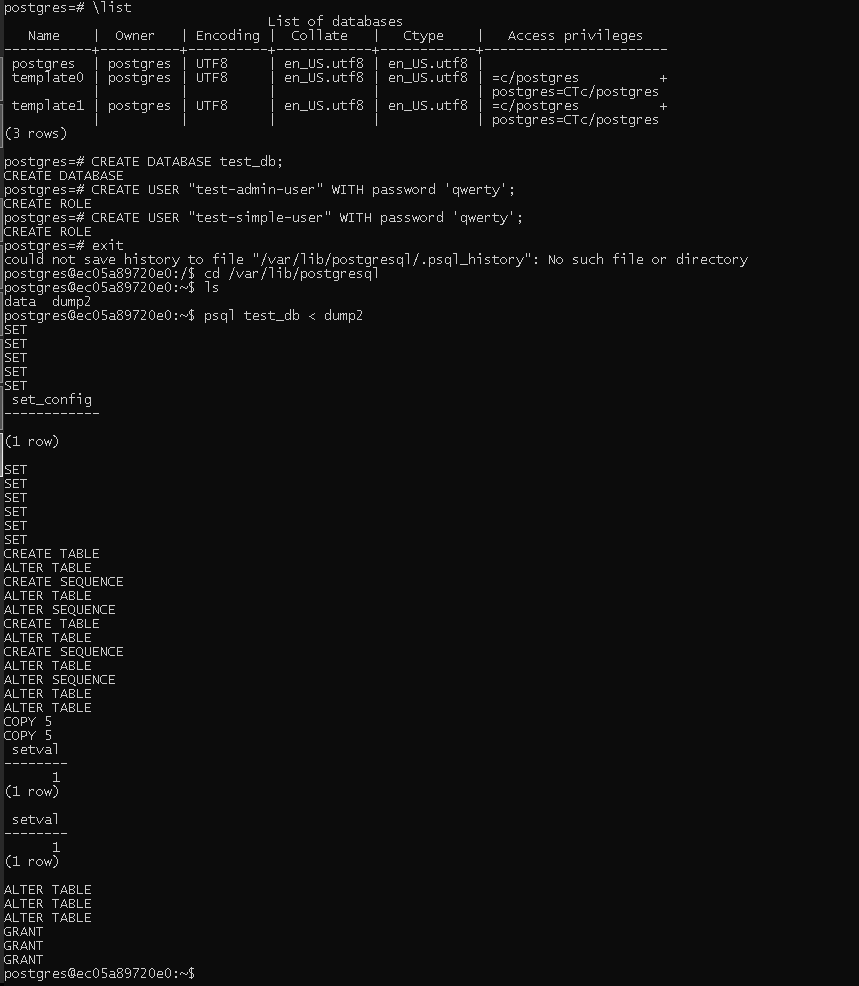 postgres=# \list
                                 List of databases
   Name    |  Owner   | Encoding |  Collate   |   Ctype    |   Access privileges
-----------+----------+----------+------------+------------+-----------------------
 postgres  | postgres | UTF8     | en_US.utf8 | en_US.utf8 |
 template0 | postgres | UTF8     | en_US.utf8 | en_US.utf8 | =c/postgres          +
           |          |          |            |            | postgres=CTc/postgres
 template1 | postgres | UTF8     | en_US.utf8 | en_US.utf8 | =c/postgres          +
           |          |          |            |            | postgres=CTc/postgres
(3 rows)

postgres=# CREATE DATABASE test_db;
CREATE DATABASE
postgres=# CREATE USER "test-admin-user" WITH password 'qwerty';
CREATE ROLE
postgres=# CREATE USER "test-simple-user" WITH password 'qwerty';
CREATE ROLE
postgres=# exit
could not save history to file "/var/lib/postgresql/.psql_history": No such file or directory
postgres@ec05a89720e0:/$ cd /var/lib/postgresql
postgres@ec05a89720e0:~$ ls
data  dump2
postgres@ec05a89720e0:~$ psql test_db < dump2
SET
SET
SET
SET
SET
 set_config
------------

(1 row)

SET
SET
SET
SET
SET
SET
CREATE TABLE
ALTER TABLE
CREATE SEQUENCE
ALTER TABLE
ALTER SEQUENCE
CREATE TABLE
ALTER TABLE
CREATE SEQUENCE
ALTER TABLE
ALTER SEQUENCE
ALTER TABLE
ALTER TABLE
COPY 5
COPY 5
 setval
--------
      1
(1 row)

 setval
--------
      1
(1 row)

ALTER TABLE
ALTER TABLE
ALTER TABLE
GRANT
GRANT
GRANT
postgres@ec05a89720e0:~$